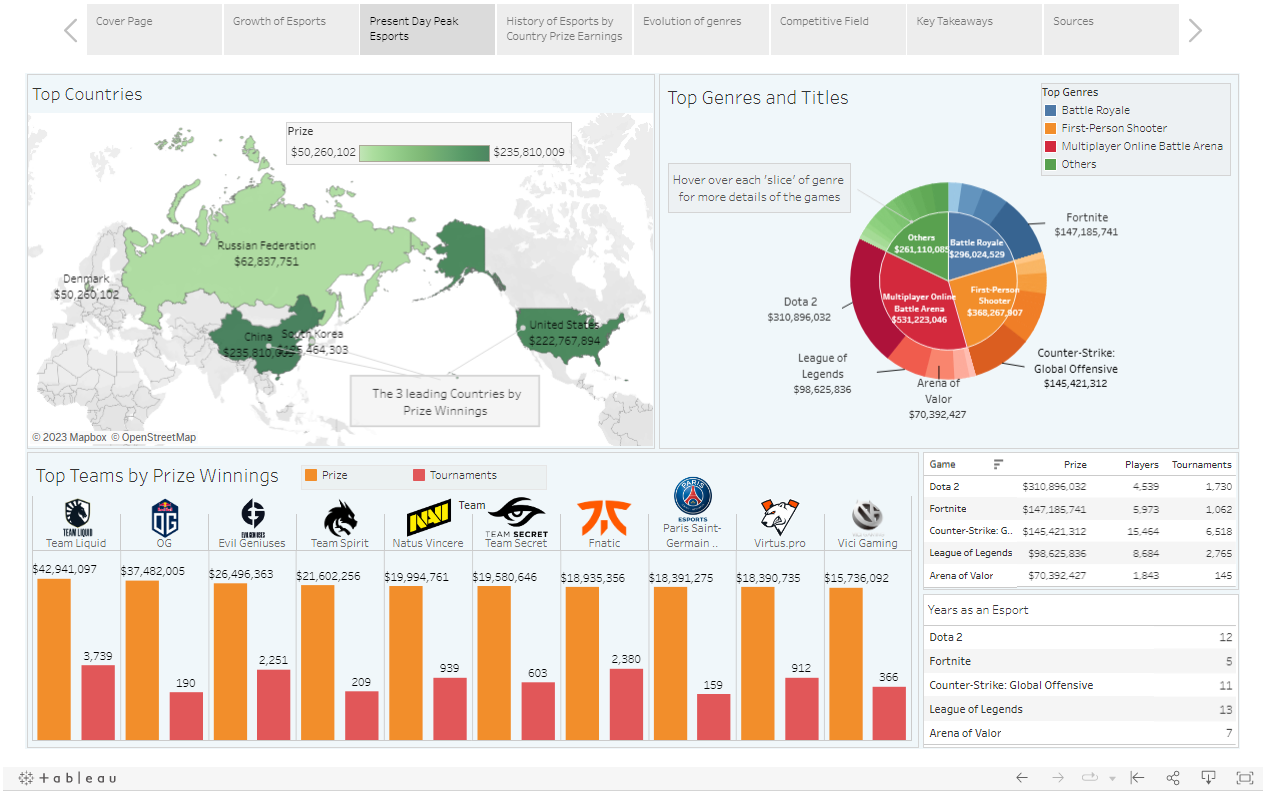 Cover Page
Growth of Esports
Present Day Peak
Esports
History of Esports by
Country Prize Earnings
Evolution of genres
Competitive Field
Key Takeaways
Sources
Top Countries
Prize
$50,260,102
$235,810,009
Russian Federation
$62,837,751
Denmark
$50,260,102
China
South Korea
United States
$222,767,894
The 3 leading Countries by
Prize Winnings
© 2023 Mapbox © OpenStreetMap
Top Genres and Titles
Top Genres
Battle Royale
First-Person Shooter
Multiplayer Online Battle Arena
Others
Hover over each 'slice' of genre
for more details of the games
Others
$261,110,085
Battle Royale
$296,024,529
First-Person
Shooter
$368,267,907
Multiplayer Online
Battle Arena
$531,223,046
Fortnite
$147,185,741
Dota 2
$310,896,032
League of
Legends
$98,625,836
Arena of
Valor
$70,392,427
Counter-Strike:
Global Offensive
$145,421,312
Top Teams by Prize Winnings
Prize
Tournaments
Team
TEAM LIQUID
OG
EVIL GENIUSES
NAVI
TEAM SECRET
PARIS
ESPORTS
Team Liquid
OG
Evil Geniuses
Team Spirit
Natus Vincere
Team Secret
Fnatic
Paris Saint-
Germain ..
Virtus.pro
Vici Gaming
$42,941,097
$37,482,005
$26,496,363
$21,602,256
$19,994,761
$19,580,646
$18,935,356
$18,391,275
$18,390,735
$15,736,092
3,739
190
2,251
209
939
603
2,380
159
912
366
Game Prize Players Tournaments
Dota 2 $310,896,032 4,539 1,730
Fortnite $147,185,741 5,973 1,062
Counter-Strike: G.. $145,421,312 15,464 6,518
League of Legends $98,625,836 8,684 2,765
Arena of Valor $70,392,427 1,843 145
Years as an Esport
Dota 2 12
Fortnite 5
Counter-Strike: Global Offensive 11
League of Legends 13
Arena of Valor 7
+ a b l e a u